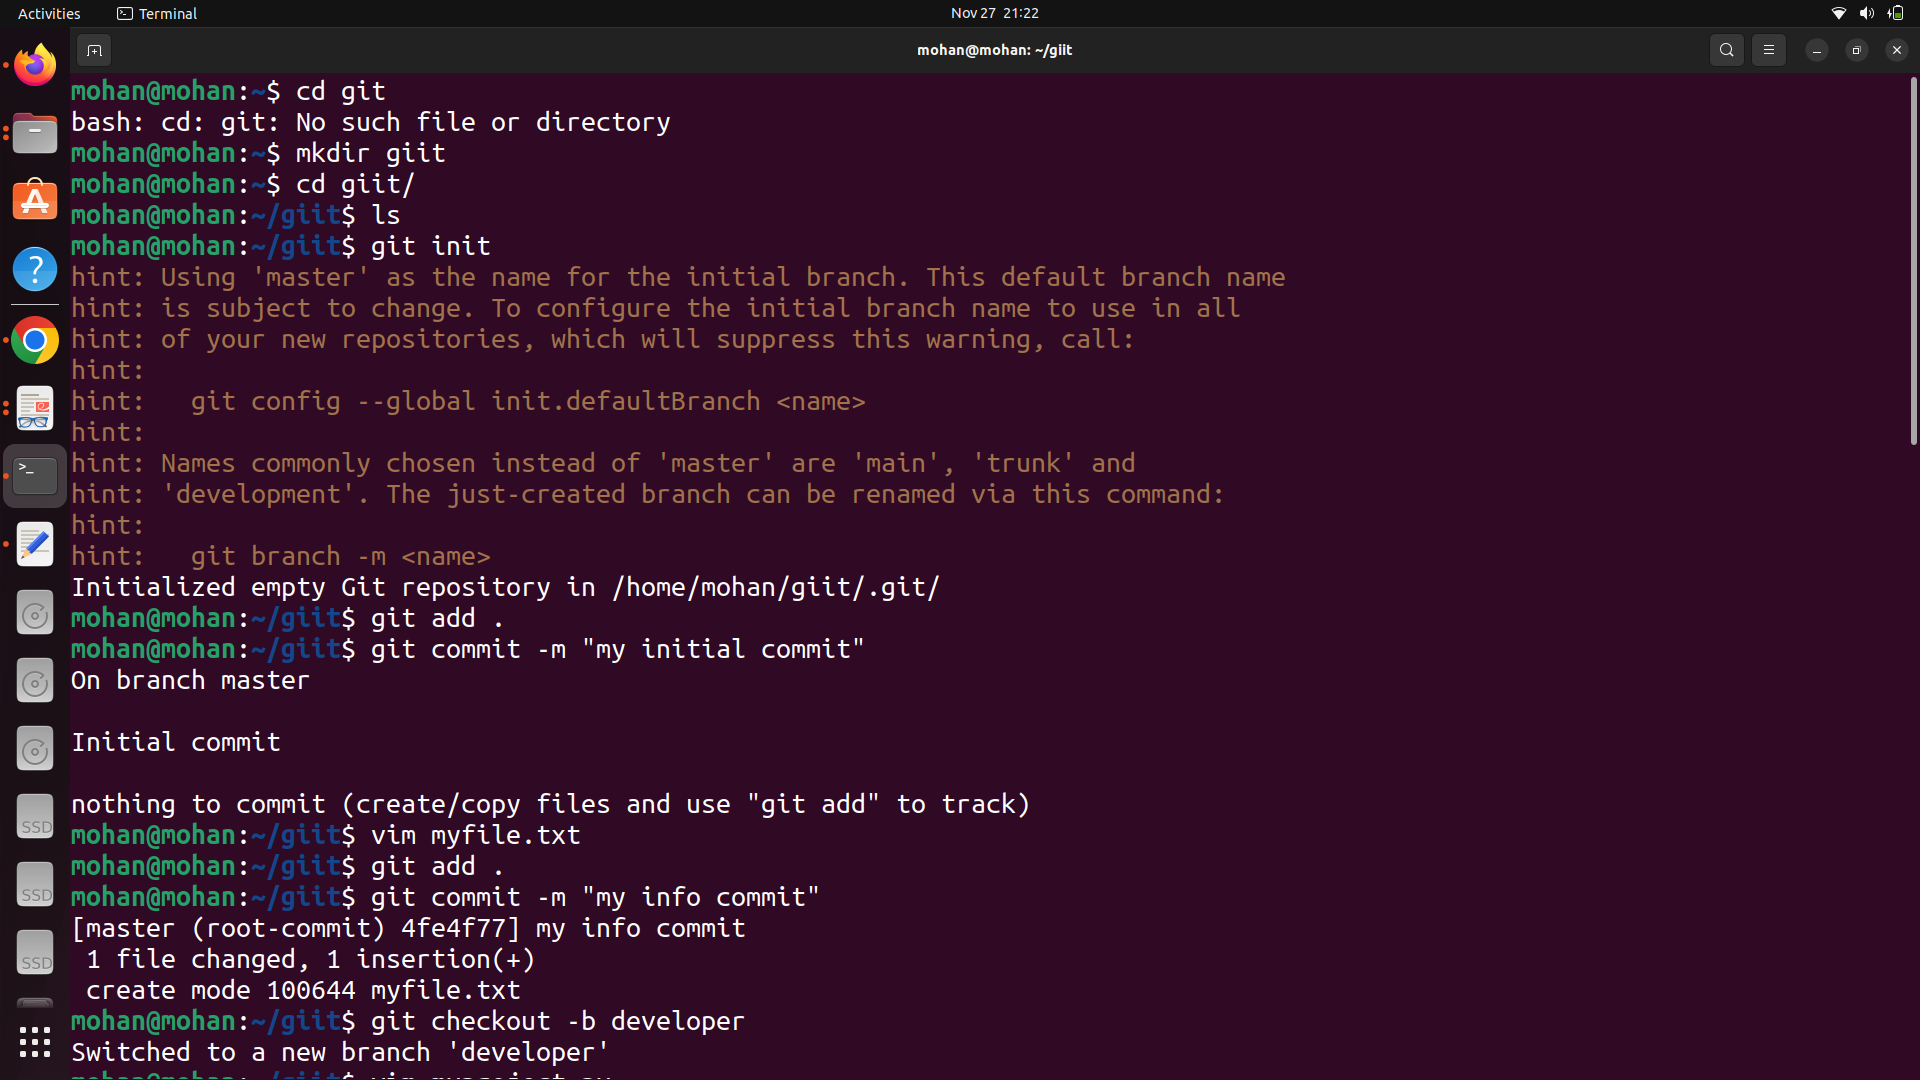 Activities
Terminal
Nov 27 21:22
mohan@mohan: ~/giit
mohan@mohan:~$ cd git
bash: cd: git: No such file or directory
mohan@mohan:~$ mkdir giit
mohan@mohan:~$ cd giit/
mohan@mohan:~/giit$ ls
mohan@mohan:~/giit$ git init
hint: Using 'master' as the name for the initial branch. This default branch name
hint: is subject to change. To configure the initial branch name to use in all
hint: of your new repositories, which will suppress this warning, call:
hint:
hint:   git config --global init.defaultBranch <name>
hint:
hint: Names commonly chosen instead of 'master' are 'main', 'trunk' and
hint: 'development'. The just-created branch can be renamed via this command:
hint:
hint:   git branch -m <name>
Initialized empty Git repository in /home/mohan/giit/.git/
mohan@mohan:~/giit$ git add .
mohan@mohan:~/giit$ git commit -m "my initial commit"
On branch master
Initial commit
nothing to commit (create/copy files and use "git add" to track)
mohan@mohan:~/giit$ vim myfile.txt
mohan@mohan:~/giit$ git add .
mohan@mohan:~/giit$ git commit -m "my info commit"
[master (root-commit) 4fe4f77] my info commit
 1 file changed, 1 insertion(+)
 create mode 100644 myfile.txt
mohan@mohan:~/giit$ git checkout -b developer
Switched to a new branch 'developer'
mohan@mohan:~/giit$ vim
SSD
SSD
SSD